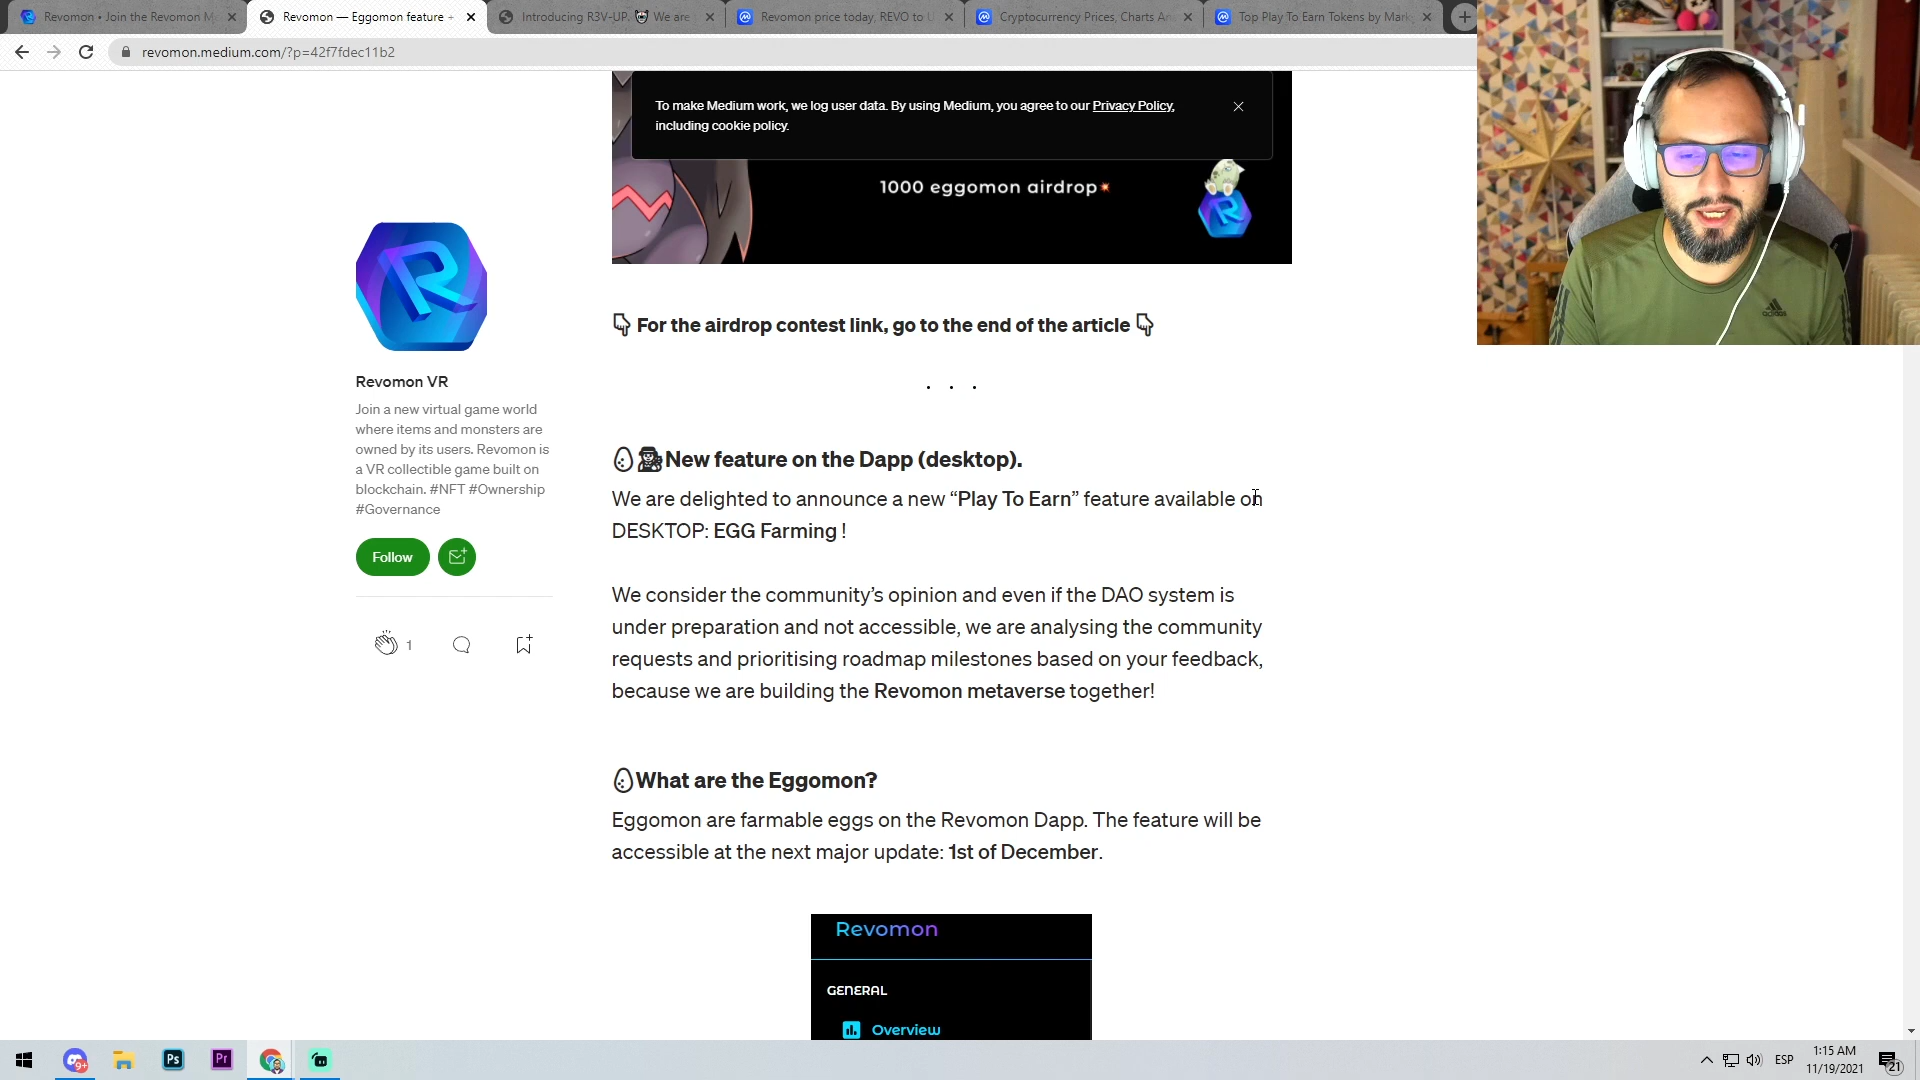 Revomon • Join the Revomon M
Revomon — Eggomon feature +
Introducing R3V-UP. We are
Revomon price today, REVO to U
Cryptocurrency Prices, Charts An
Top Play To Earn Tokens by Mark
revomon.medium.com/?p=42f7fdec11b2
To make Medium work, we log user data. By using Medium, you agree to our Privacy Policy,
including cookie policy.
1000 eggomon airdrop
For the airdrop contest link, go to the end of the article
. . .
Revomon VR
Join a new virtual game world
where items and monsters are
owned by its users. Revomon is
a VR collectible game built on
blockchain. #NFT #Ownership
#Governance
Follow
1
New feature on the Dapp (desktop).
We are delighted to announce a new “Play To Earn” feature available on
DESKTOP: EGG Farming !
We consider the community’s opinion and even if the DAO system is
under preparation and not accessible, we are analysing the community
requests and prioritising roadmap milestones based on your feedback,
because we are building the Revomon metaverse together!
What are the Eggomon?
Eggomon are farmable eggs on the Revomon Dapp. The feature will be
accessible at the next major update: 1st of December.
Revomon
GENERAL
Overview
9+
Ps
Pr
ESP
1:15 AM
11/19/2021
21
adidas